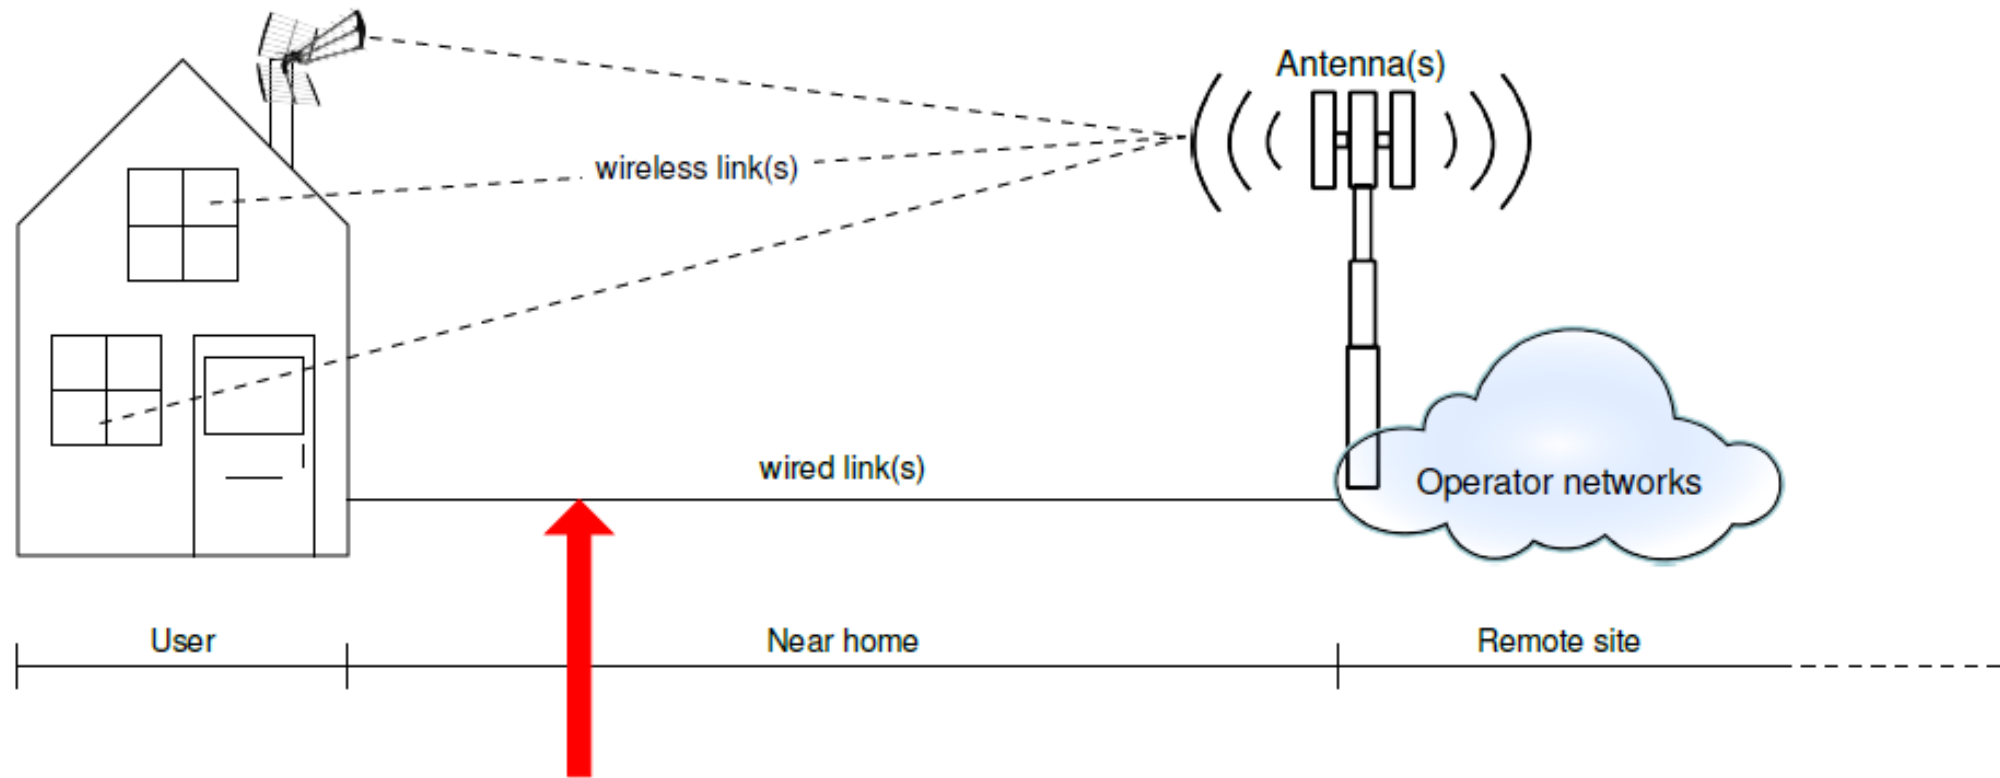 Antenna(s)
wireless link(s)
wired link(s)
Operator networks
User
Near home
Remote site